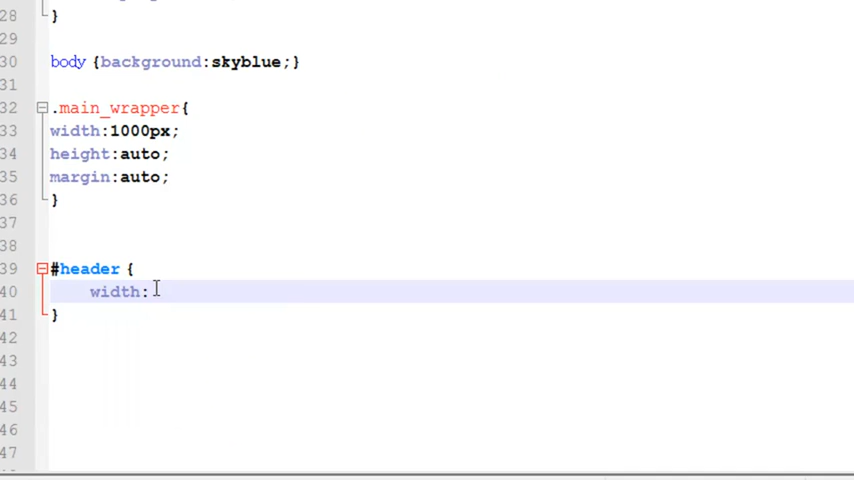 28 }
29
30 body {background:skyblue;}
31
32 .main_wrapper{
33 width:1000px;
34 height:auto;
35 margin:auto;
36 }
37
38
39 #header {
40 width:
41 }
42
43
44
45
46
47